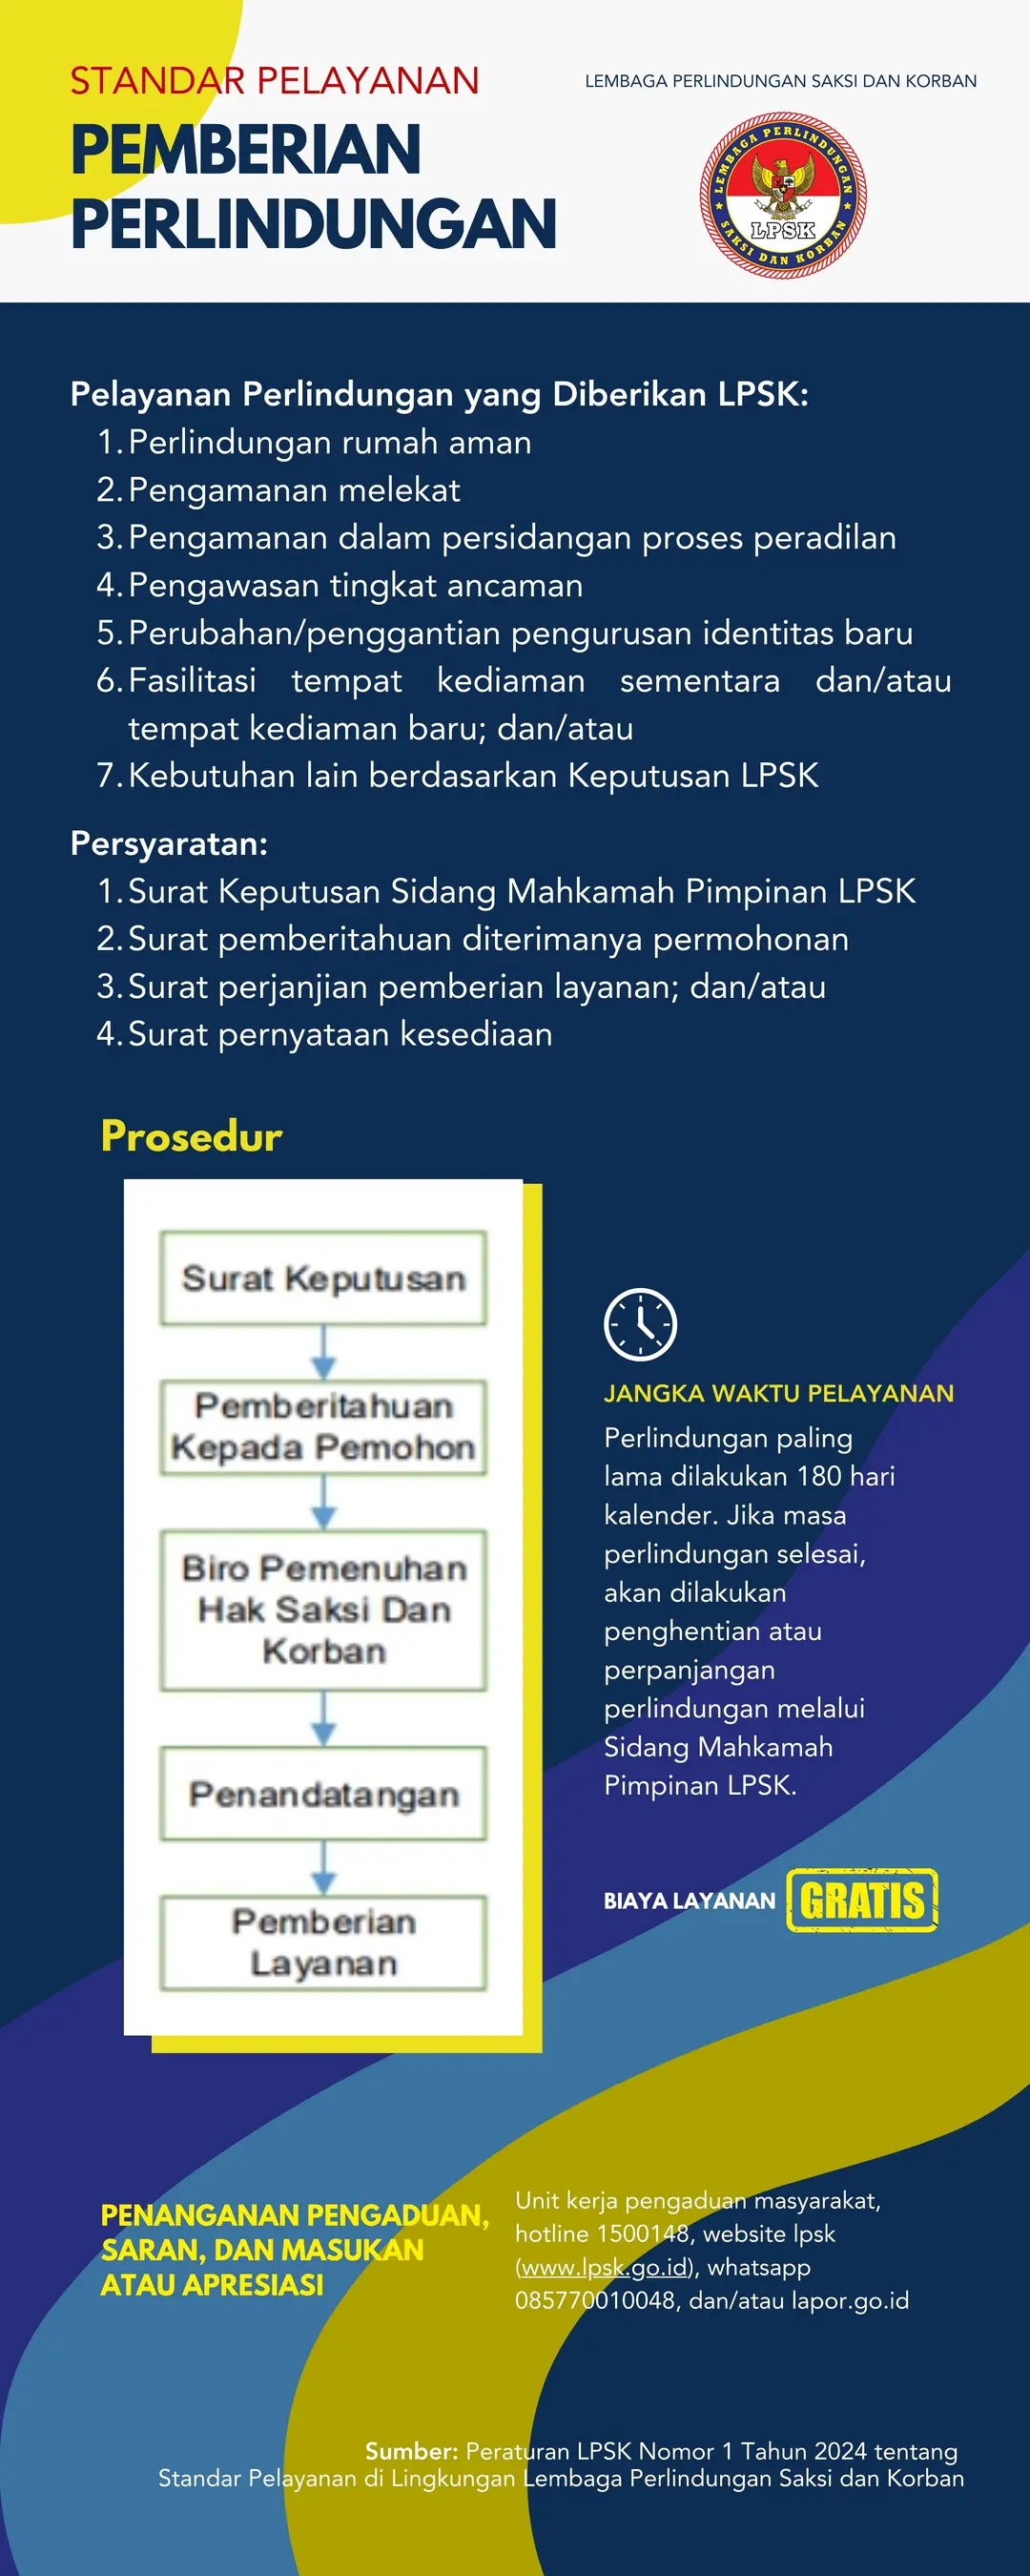 STANDAR PELAYANAN
PEMBERIAN
PERLINDUNGAN
LEMBAGA PERLINDUNGAN SAKSI DAN KORBAN
LEMBAGA PERLINDUNGAN
LPSK
SAKSI DAN KORBAN
Pelayanan Perlindungan yang Diberikan LPSK:
1. Perlindungan rumah aman
2. Pengamanan melekat
3. Pengamanan dalam persidangan proses peradilan
4. Pengawasan tingkat ancaman
5. Perubahan/penggantian pengurusan identitas baru
6. Fasilitasi tempat kediaman sementara dan/atau
tempat kediaman baru; dan/atau
7. Kebutuhan lain berdasarkan Keputusan LPSK
Persyaratan:
1. Surat Keputusan Sidang Mahkamah Pimpinan LPSK
2. Surat pemberitahuan diterimanya permohonan
3. Surat perjanjian pemberian layanan; dan/atau
4. Surat pernyataan kesediaan
Prosedur
Surat Keputusan
Pemberitahuan
Kepada Pemohon
Biro Pemenuhan
Hak Saksi Dan
Korban
Penandatangan
Pemberian
Layanan
JANGKA WAKTU PELAYANAN
Perlindungan paling
lama dilakukan 180 hari
kalender. Jika masa
perlindungan selesai,
akan dilakukan
penghentian atau
perpanjangan
perlindungan melalui
Sidang Mahkamah
Pimpinan LPSK.
BIAYA LAYANAN GRATIS
PENANGANAN PENGADUAN,
SARAN, DAN MASUKAN
ATAU APRESIASI
Unit kerja pengaduan masyarakat,
hotline 1500148, website lpsk
(www.lpsk.go.id), whatsapp
085770010048, dan/atau lapor.go.id
Sumber: Peraturan LPSK Nomor 1 Tahun 2024 tentang
Standar Pelayanan di Lingkungan Lembaga Perlindungan Saksi dan Korban